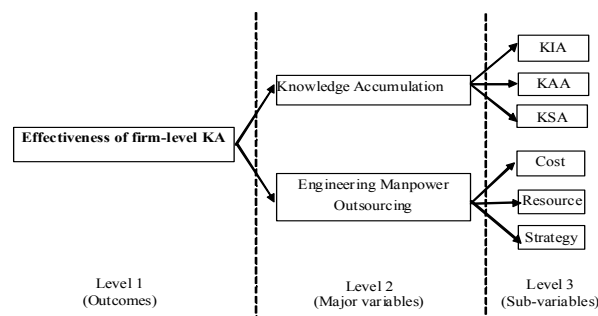 KIA
Knowledge Accumulation
KAA
KSA
Effectiveness of firm-level KA
Cost
Engineering Manpower
Outsourcing
Resource
Strategy
Level 1
(Outcomes)
Level 2
(Major variables)
Level 3
(Sub-variables)